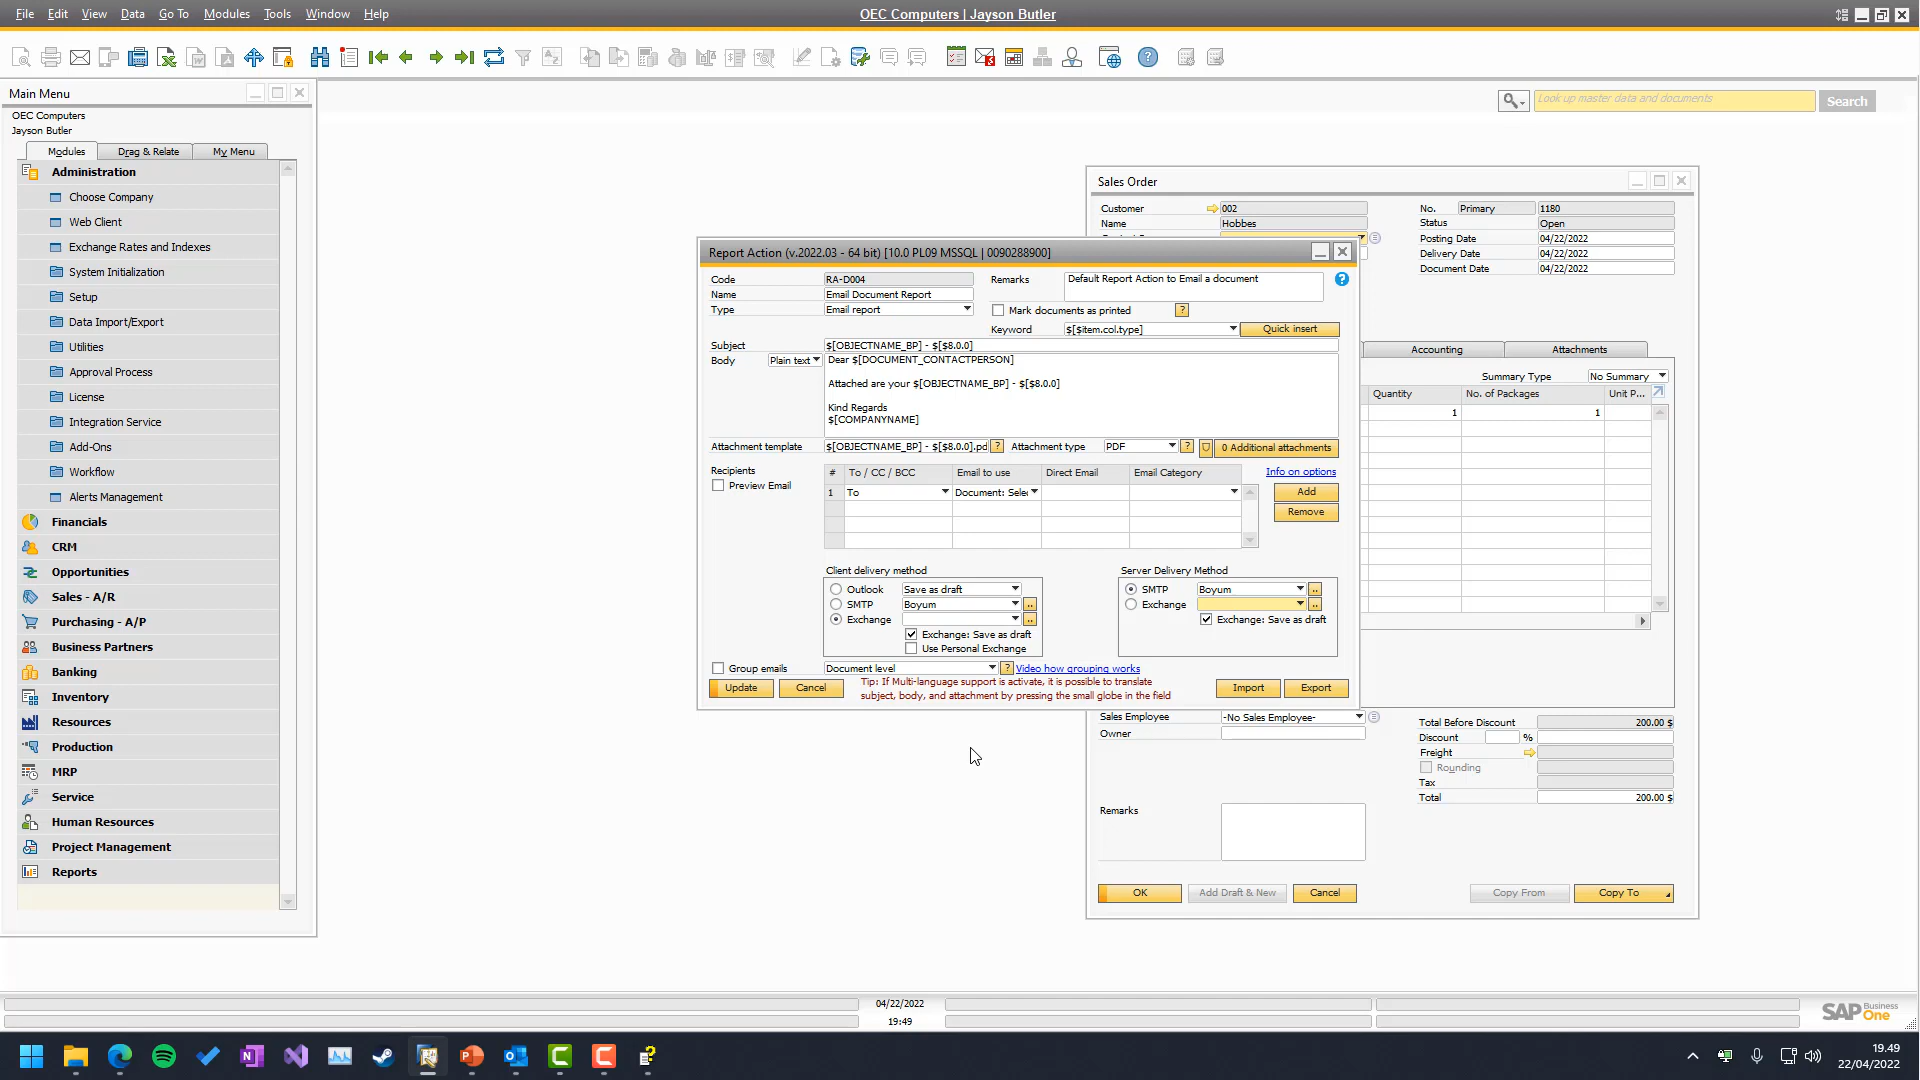 File Edit View Data Go To Modules Tools Window Help
OEC Computers | Jayson Butler
Main Menu
OEC Computers
Jayson Butler
Modules Drag & Relate My Menu
Administration
Choose Company
Web Client
Exchange Rates and Indexes
System Initialization
Setup
Data Import/Export
Utilities
Approval Process
License
Integration Service
Add-Ons
Workflow
Alerts Management
Financials
CRM
Opportunities
Sales - A/R
Purchasing - A/P
Business Partners
Banking
Inventory
Resources
Production
MRP
Service
Human Resources
Project Management
Reports
Look up master data and documents
Search
Sales Order
Customer 002
Name Hobbes
No. Primary 1180
Status Open
Posting Date 04/22/2022
Delivery Date 04/22/2022
Document Date 04/22/2022
Accounting Attachments
Summary Type No Summary
Quantity No. of Packages Unit P...
1 1
Report Action (v.2022.03 - 64 bit) [10.0 PL09 MSSQL | 0090288900]
Code RA-D004
Name Email Document Report
Type Email report
Remarks Default Report Action to Email a document
Mark documents as printed ?
Keyword $[$item.col.type] Quick insert
Subject $[OBJECTNAME_BP] - $[$8.0.0]
Body Plain text
Dear $[DOCUMENT_CONTACTPERSON]
Attached are your $[OBJECTNAME_BP] - $[$8.0.0]
Kind Regards
$[COMPANYNAME]
Attachment template $[OBJECTNAME_BP] - $[$8.0.0].pd ? Attachment type PDF ? 0 Additional attachments
Recipients
Preview Email
# To / CC / BCC Email to use Direct Email Email Category
1 To Document: Sele
Info on options
Add
Remove
Client delivery method
Outlook Save as draft
SMTP Boyum ..
Exchange ..
Exchange: Save as draft
Use Personal Exchange
Server Delivery Method
SMTP Boyum ..
Exchange ..
Exchange: Save as draft
Group emails Document level ? Video how grouping works
Update Cancel
Tip: If Multi-language support is activate, it is possible to translate
subject, body, and attachment by pressing the small globe in the field
Import Export
Sales Employee -No Sales Employee-
Owner
Remarks
Total Before Discount 200.00 $
Discount %
Freight
Rounding
Tax
Total 200.00 $
OK Add Draft & New Cancel Copy From Copy To
04/22/2022
19:49
SAP Business One
19.49
22/04/2022